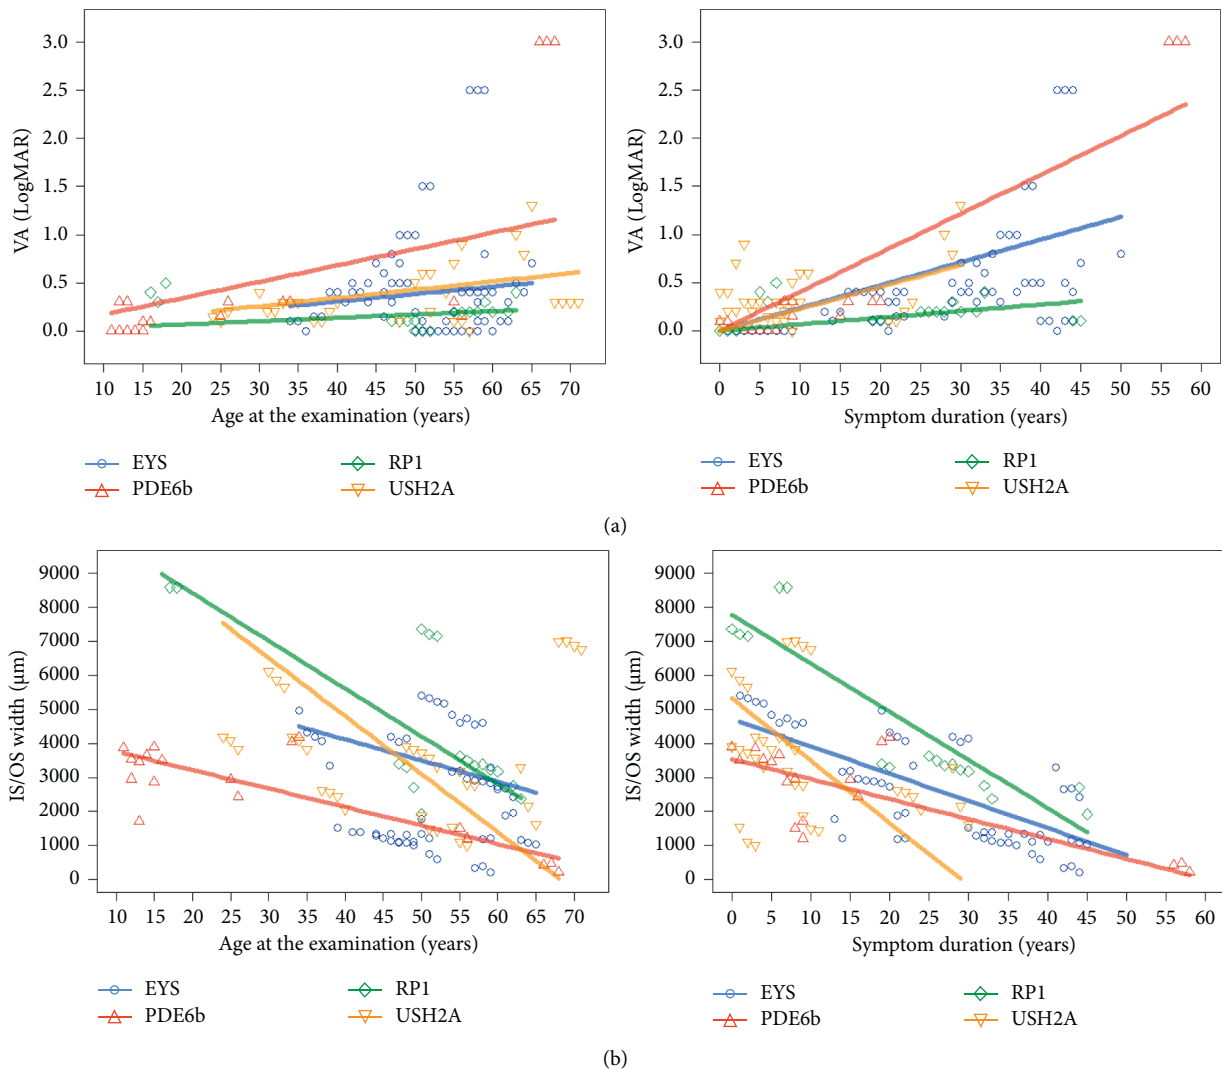 3.0
2.5
2.0
1.5
1.0
0.5
0.0
VA (LogMAR)
10 15 20 25 30 35 40 45 50 55 60 65 70
Age at the examination (years)
EYS
RP1
PDE6b
USH2A
3.0
2.5
2.0
1.5
1.0
0.5
0.0
VA (LogMAR)
0 5 10 15 20 25 30 35 40 45 50 55 60
Symptom duration (years)
EYS
RP1
PDE6b
USH2A
(a)
9000
8000
7000
6000
5000
4000
3000
2000
1000
0
IS/OS width (μm)
10 15 20 25 30 35 40 45 50 55 60 65 70
Age at the examination (years)
EYS
RP1
PDE6b
USH2A
9000
8000
7000
6000
5000
4000
3000
2000
1000
0
IS/OS width (μm)
0 5 10 15 20 25 30 35 40 45 50 55 60
Symptom duration (years)
EYS
RP1
PDE6b
USH2A
(b)